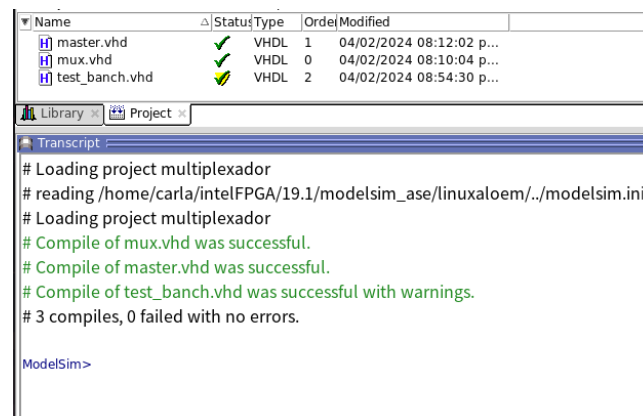 Name Status Type Order Modified
master.vhd VHDL 1 04/02/2024 08:12:02 p...
mux.vhd VHDL 0 04/02/2024 08:10:04 p...
test_banch.vhd VHDL 2 04/02/2024 08:54:30 p...
Library Project
Transcript
# Loading project multiplexador
# reading /home/carla/intelFPGA/19.1/modelsim_ase/linuxaloem/../modelsim.ini
# Loading project multiplexador
# Compile of mux.vhd was successful.
# Compile of master.vhd was successful.
# Compile of test_banch.vhd was successful with warnings.
# 3 compiles, 0 failed with no errors.
ModelSim>